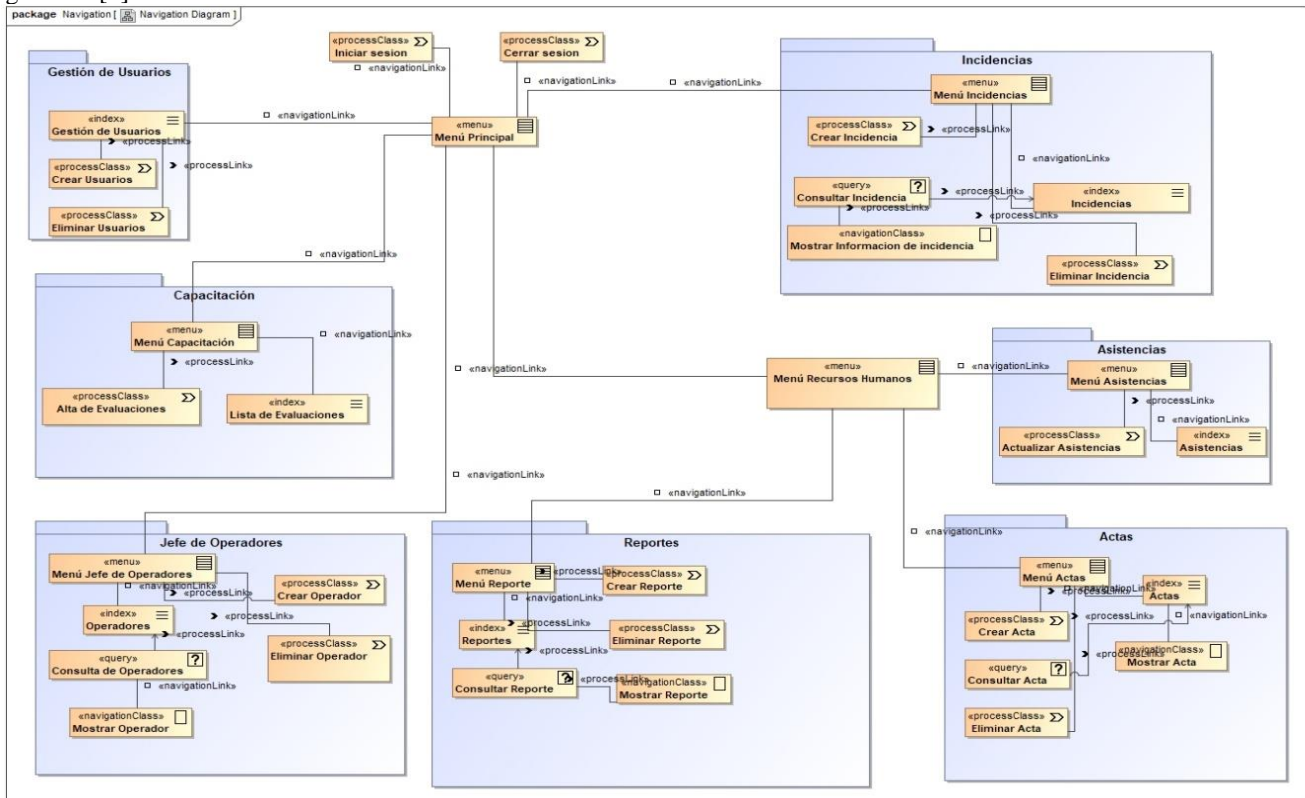 package Navigation [ Navigation Diagram ]
«processClass»
Iniciar sesion
«navigationLink»
«processClass»
Cerrar sesion
«navigationLink»
«navigationLink»
Gestión de Usuarios
«index»
Gestión de Usuarios
«processLink»
«processClass»
Crear Usuarios
«processLink»
«processClass»
Eliminar Usuarios
«navigationLink»
«menu»
Menú Principal
Incidencias
«menu»
Menú Incidencias
«processClass»
Crear Incidencia
«processLink»
«navigationLink»
«query»
Consultar Incidencia
«processLink»
«index»
Incidencias
«processLink»
«processLink»
«navigationClass»
Mostrar Informacion de incidencia
«processClass»
Eliminar Incidencia
«navigationLink»
Capacitación
«menu»
Menú Capacitación
«navigationLink»
«processLink»
«processClass»
Alta de Evaluaciones
«index»
Lista de Evaluaciones
«navigationLink»
«menu»
Menú Recursos Humanos
«navigationLink»
Asistencias
«menu»
Menú Asistencias
«processLink»
«navigationLink»
«processClass»
Actualizar Asistencias
«index»
Asistencias
«navigationLink»
«navigationLink»
«navigationLink»
Jefe de Operadores
«menu»
Menú Jefe de Operadores
«navigationLink»
«processLink»
«processClass»
Crear Operador
«index»
Operadores
«processLink»
«processLink»
«processClass»
Eliminar Operador
«query»
Consulta de Operadores
«navigationLink»
«navigationClass»
Mostrar Operador
Reportes
«menu»
Menú Reporte
«processLink»
«processClass»
Crear Reporte
«navigationLink»
«index»
Reportes
«processLink»
«processClass»
Eliminar Reporte
«processLink»
«query»
Consultar Reporte
«processLink»
«navigationClass»
Mostrar Reporte
Actas
«menu»
Menú Actas
«navigationLink»
«processLink»
«index»
Actas
«processClass»
Crear Acta
«processLink»
«navigationLink»
«query»
Consultar Acta
«processLink»
«navigationClass»
Mostrar Acta
«processClass»
Eliminar Acta